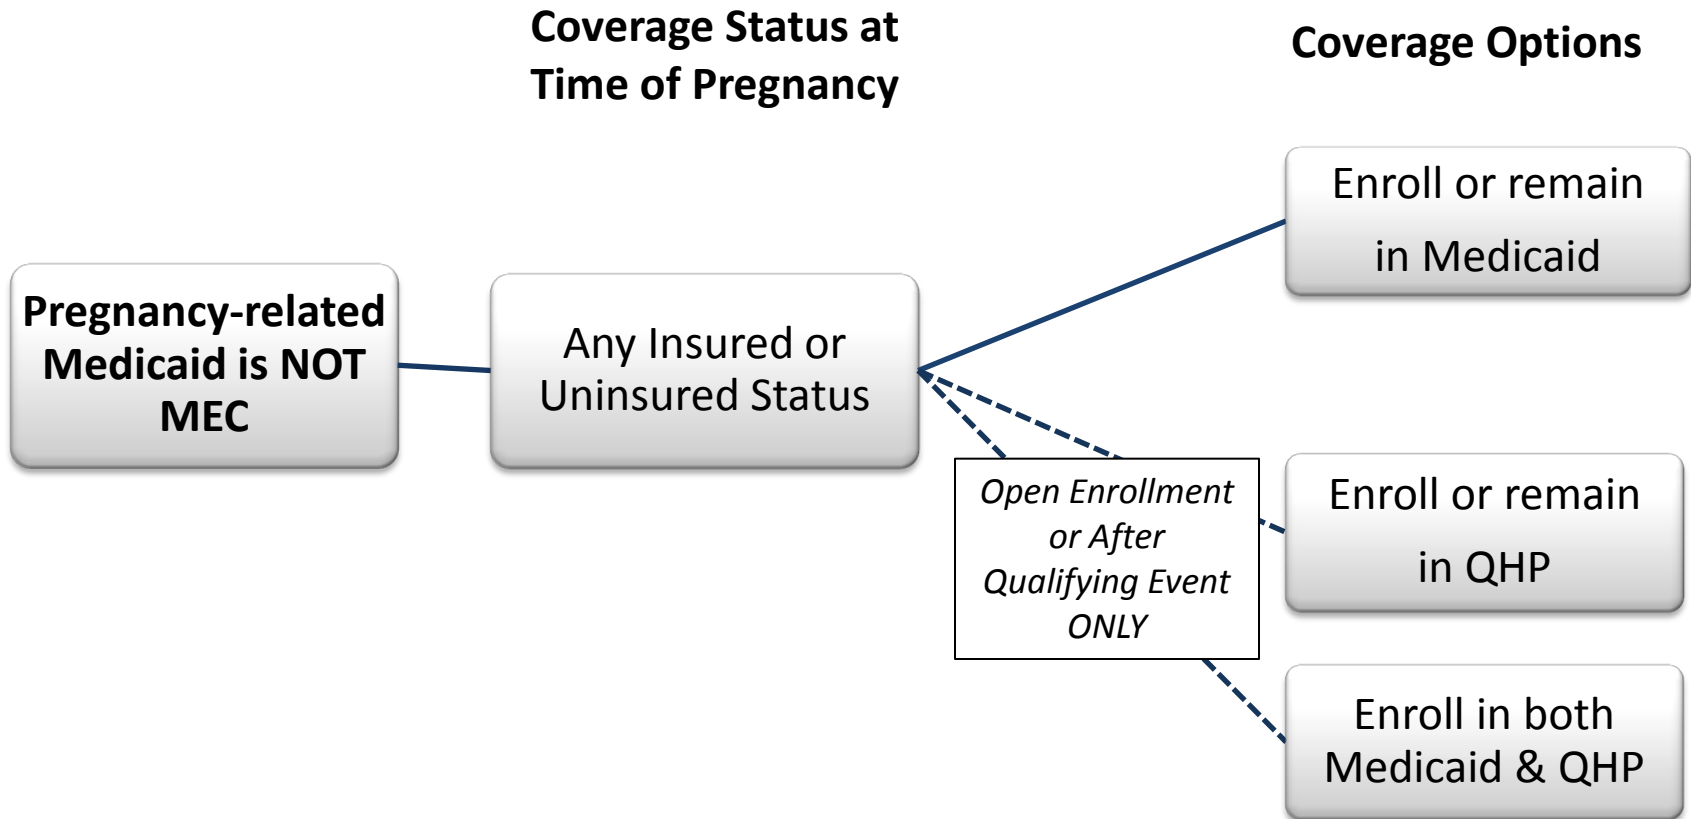 Coverage Status at
Time of Pregnancy
Coverage Options
Pregnancy-related
Medicaid is NOT
MEC
Any Insured or
Uninsured Status
Enroll or remain
in Medicaid
Open Enrollment
or After
Qualifying Event
ONLY
Enroll or remain
in QHP
Enroll in both
Medicaid & QHP